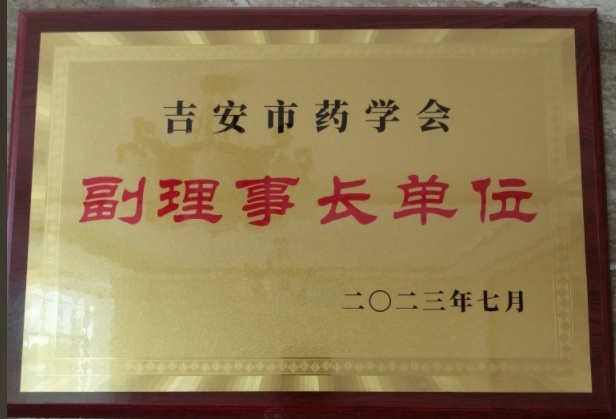 吉安市药学会
副理事长单位
二〇二三年七月